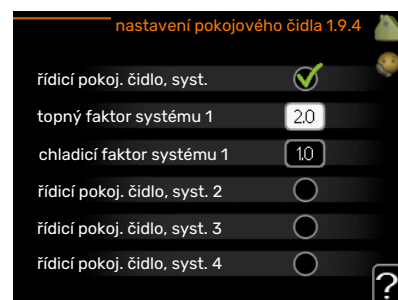 nastavení pokojového čidla 1.9.4
řídicí pokoj. čidlo, syst.
topný faktor systému 1 2.0
chladicí faktor systému 1 1.0
řídicí pokoj. čidlo, syst. 2
řídicí pokoj. čidlo, syst. 3
řídicí pokoj. čidlo, syst. 4
?